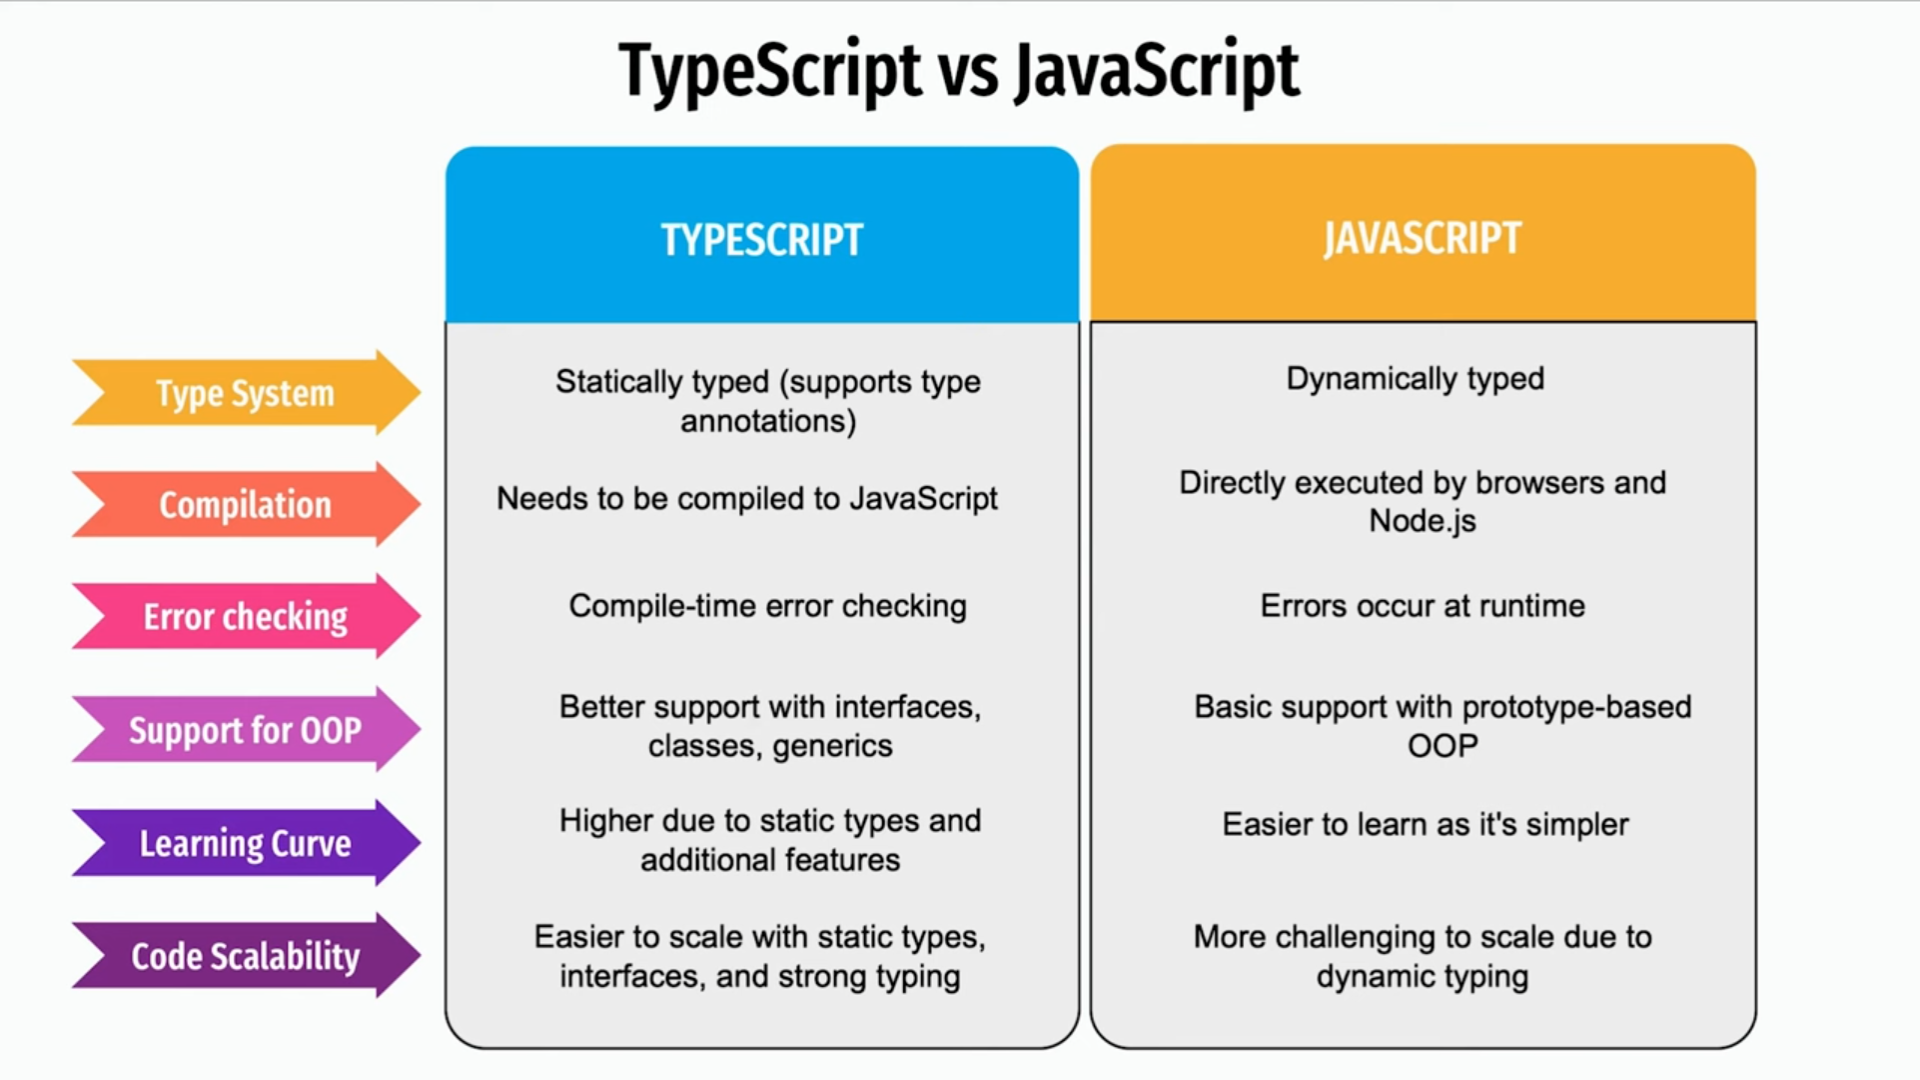 TypeScript vs JavaScript
TYPESCRIPT
JAVASCRIPT
Type System
Statically typed (supports type
annotations)
Dynamically typed
Compilation
Needs to be compiled to JavaScript
Directly executed by browsers and
Node.js
Error checking
Compile-time error checking
Errors occur at runtime
Support for OOP
Better support with interfaces,
classes, generics
Basic support with prototype-based
OOP
Learning Curve
Higher due to static types and
additional features
Easier to learn as it's simpler
Code Scalability
Easier to scale with static types,
interfaces, and strong typing
More challenging to scale due to
dynamic typing